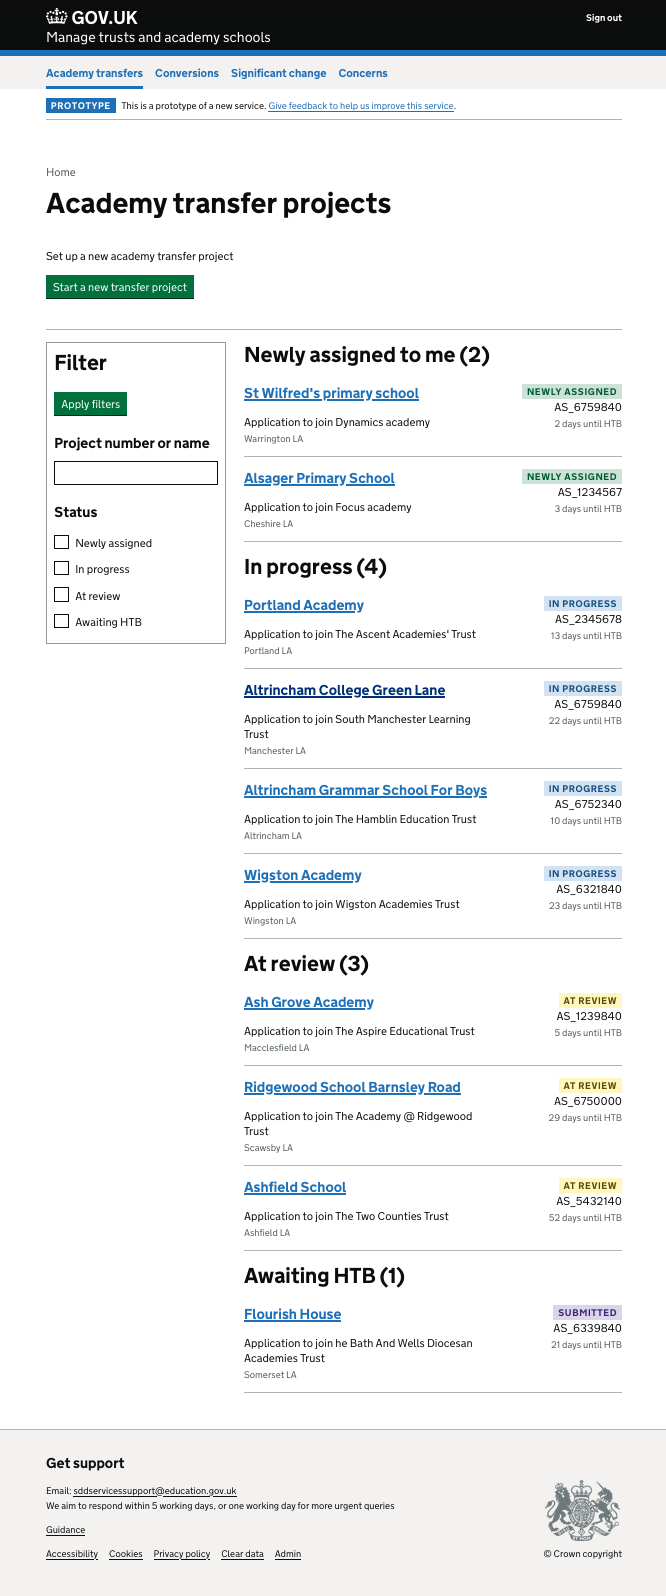 GOV.UK
Manage trusts and academy schools
Sign out
Academy transfers Conversions Significant change Concerns
PROTOTYPE This is a prototype of a new service. Give feedback to help us improve this service.
Home
Academy transfer projects
Set up a new academy transfer project
Start a new transfer project
Filter
Apply filters
Project number or name
Status
Newly assigned
In progress
At review
Awaiting HTB
Newly assigned to me (2)
St Wilfred's primary school
NEWLY ASSIGNED
AS_6759840
Application to join Dynamics academy
2 days until HTB
Warrington LA
Alsager Primary School
NEWLY ASSIGNED
AS_1234567
Application to join Focus academy
3 days until HTB
Cheshire LA
In progress (4)
Portland Academy
IN PROGRESS
AS_2345678
Application to join The Ascent Academies' Trust
13 days until HTB
Portland LA
Altrincham College Green Lane
IN PROGRESS
AS_6759840
Application to join South Manchester Learning
Trust
22 days until HTB
Manchester LA
Altrincham Grammar School For Boys
IN PROGRESS
AS_6752340
Application to join The Hamblin Education Trust
10 days until HTB
Altrincham LA
Wigston Academy
IN PROGRESS
AS_6321840
Application to join Wigston Academies Trust
23 days until HTB
Wingston LA
At review (3)
Ash Grove Academy
AT REVIEW
AS_1239840
Application to join The Aspire Educational Trust
5 days until HTB
Macclesfield LA
Ridgewood School Barnsley Road
AT REVIEW
AS_6750000
Application to join The Academy @ Ridgewood
Trust
29 days until HTB
Scawsby LA
Ashfield School
AT REVIEW
AS_5432140
Application to join The Two Counties Trust
52 days until HTB
Ashfield LA
Awaiting HTB (1)
Flourish House
SUBMITTED
AS_6339840
Application to join he Bath And Wells Diocesan
Academies Trust
21 days until HTB
Somerset LA
Get support
Email: sddservicessupport@education.gov.uk
We aim to respond within 5 working days, or one working day for more urgent queries
Guidance
Accessibility Cookies Privacy policy Clear data Admin
© Crown copyright